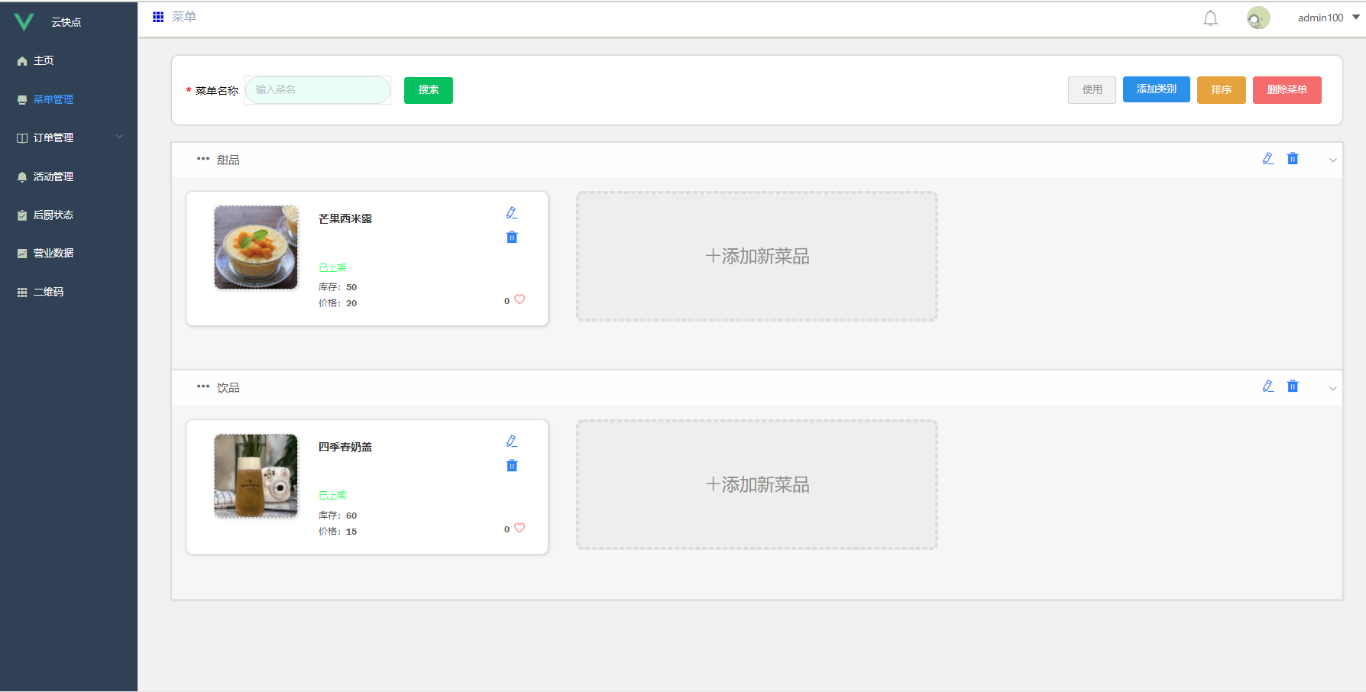 云快点
菜单
admin100
主页
菜单管理
订单管理
活动管理
后厨状态
营业数据
二维码
* 菜单名称
输入菜名
搜索
使用
添加类别
排序
删除菜单
甜品
芒果西米露
已上架
库存：50
价格：20
0
+添加新菜品
饮品
四季春奶盖
已上架
库存：60
价格：15
0
+添加新菜品